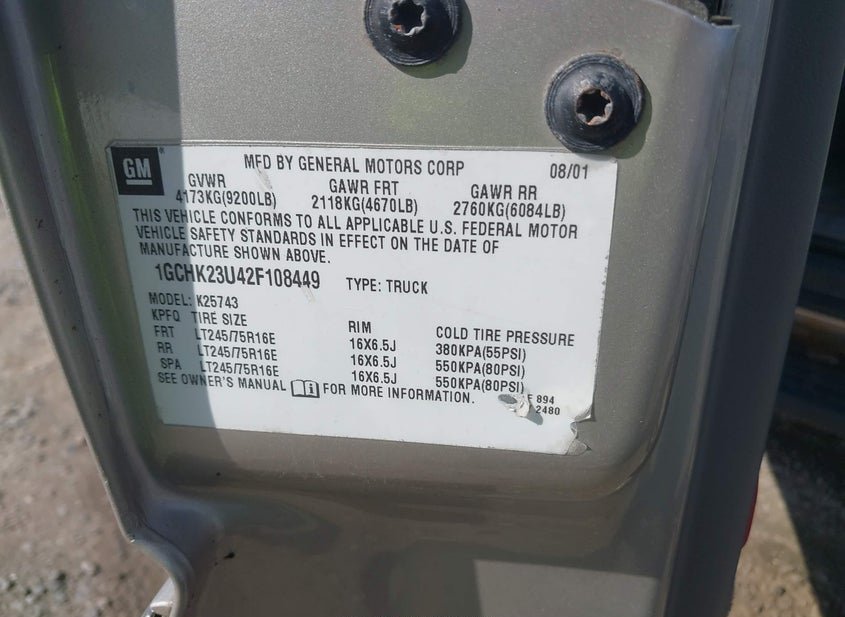 GM
MFD BY GENERAL MOTORS CORP 08/01
GVWR GAWR FRT GAWR RR
4173KG(9200LB) 2118KG(4670LB) 2760KG(6084LB)
THIS VEHICLE CONFORMS TO ALL APPLICABLE U.S. FEDERAL MOTOR
VEHICLE SAFETY STANDARDS IN EFFECT ON THE DATE OF
MANUFACTURE SHOWN ABOVE.
1GCHK23U42F108449 TYPE: TRUCK
MODEL: K25743
KPFQ TIRE SIZE RIM COLD TIRE PRESSURE
FRT LT245/75R16E 16X6.5J 380KPA(55PSI)
RR LT245/75R16E 16X6.5J 550KPA(80PSI)
SPA LT245/75R16E 16X6.5J 550KPA(80PSI)
SEE OWNER'S MANUAL FOR MORE INFORMATION.
894
2480